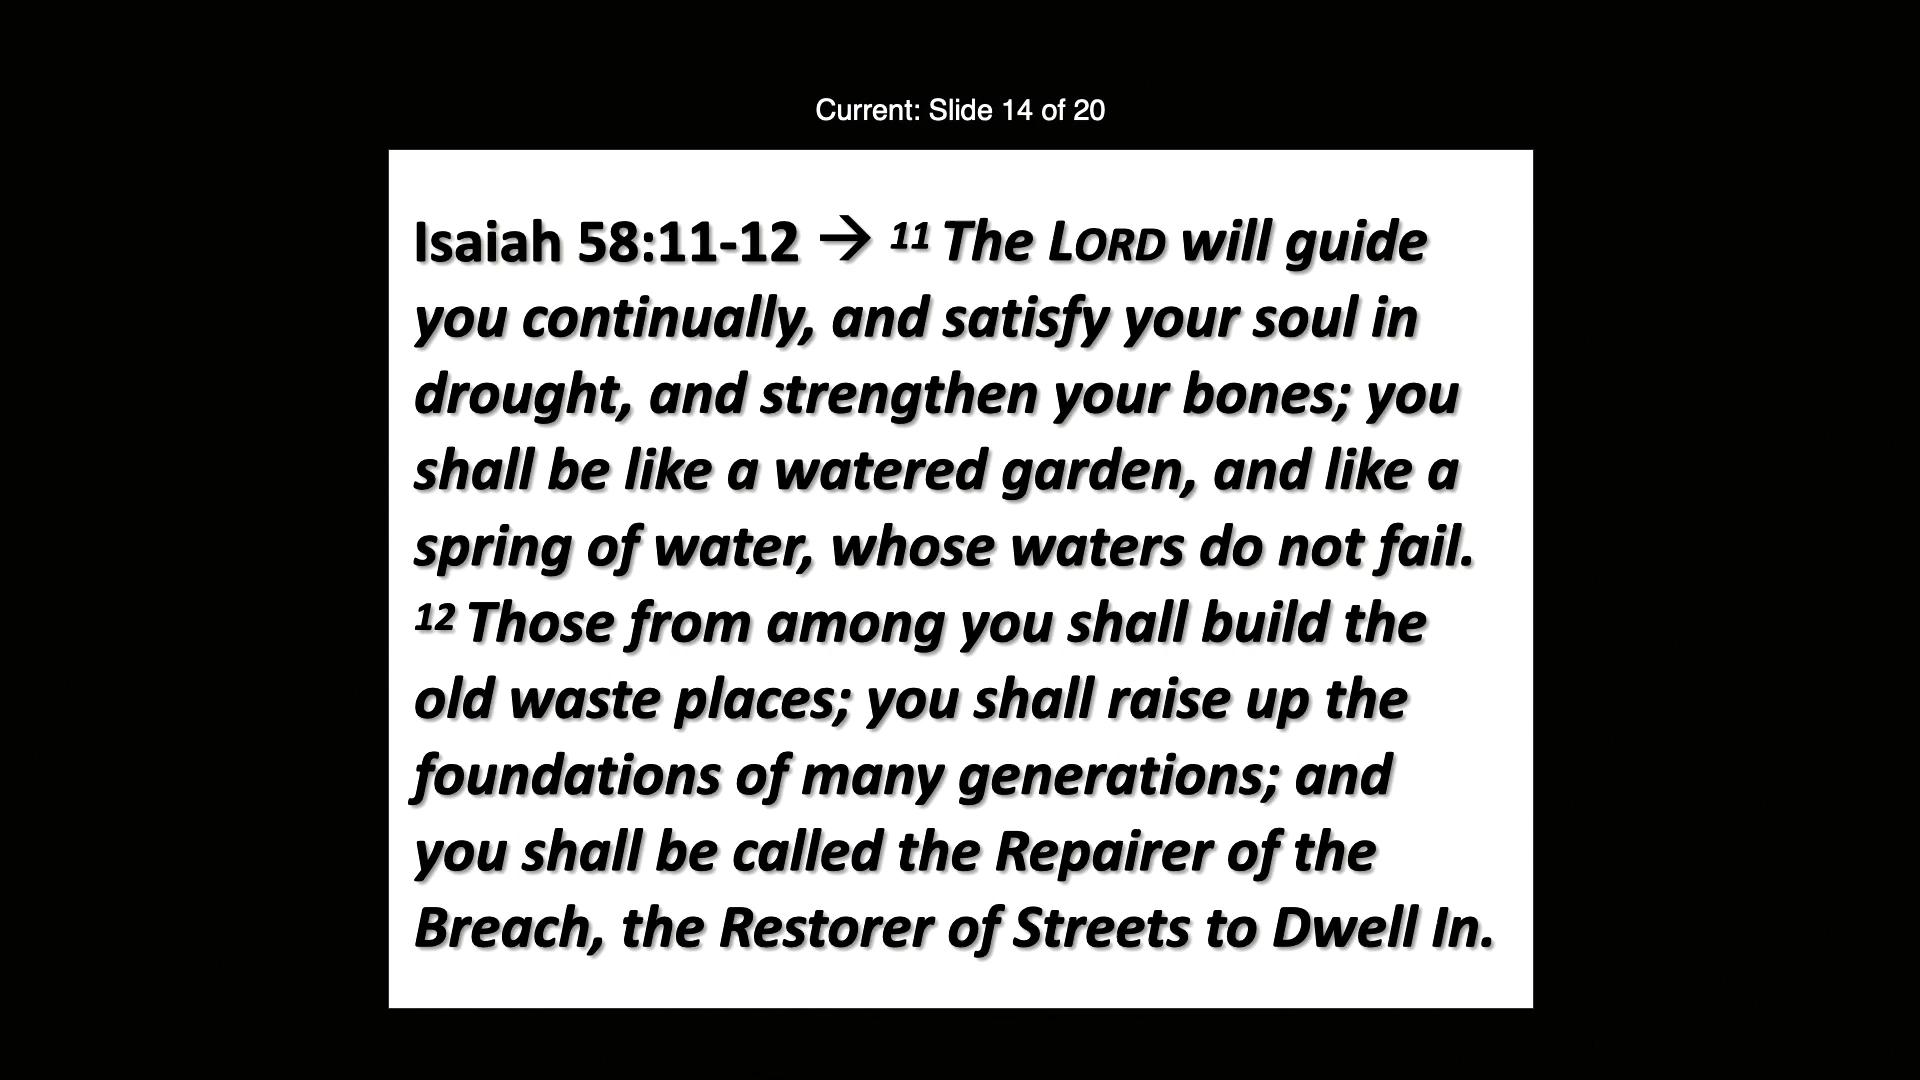 Current: Slide 14 of 20
Isaiah 58:11-12 → 11 The LORD will guide
you continually, and satisfy your soul in
drought, and strengthen your bones; you
shall be like a watered garden, and like a
spring of water, whose waters do not fail.
12 Those from among you shall build the
old waste places; you shall raise up the
foundations of many generations; and
you shall be called the Repairer of the
Breach, the Restorer of Streets to Dwell In.